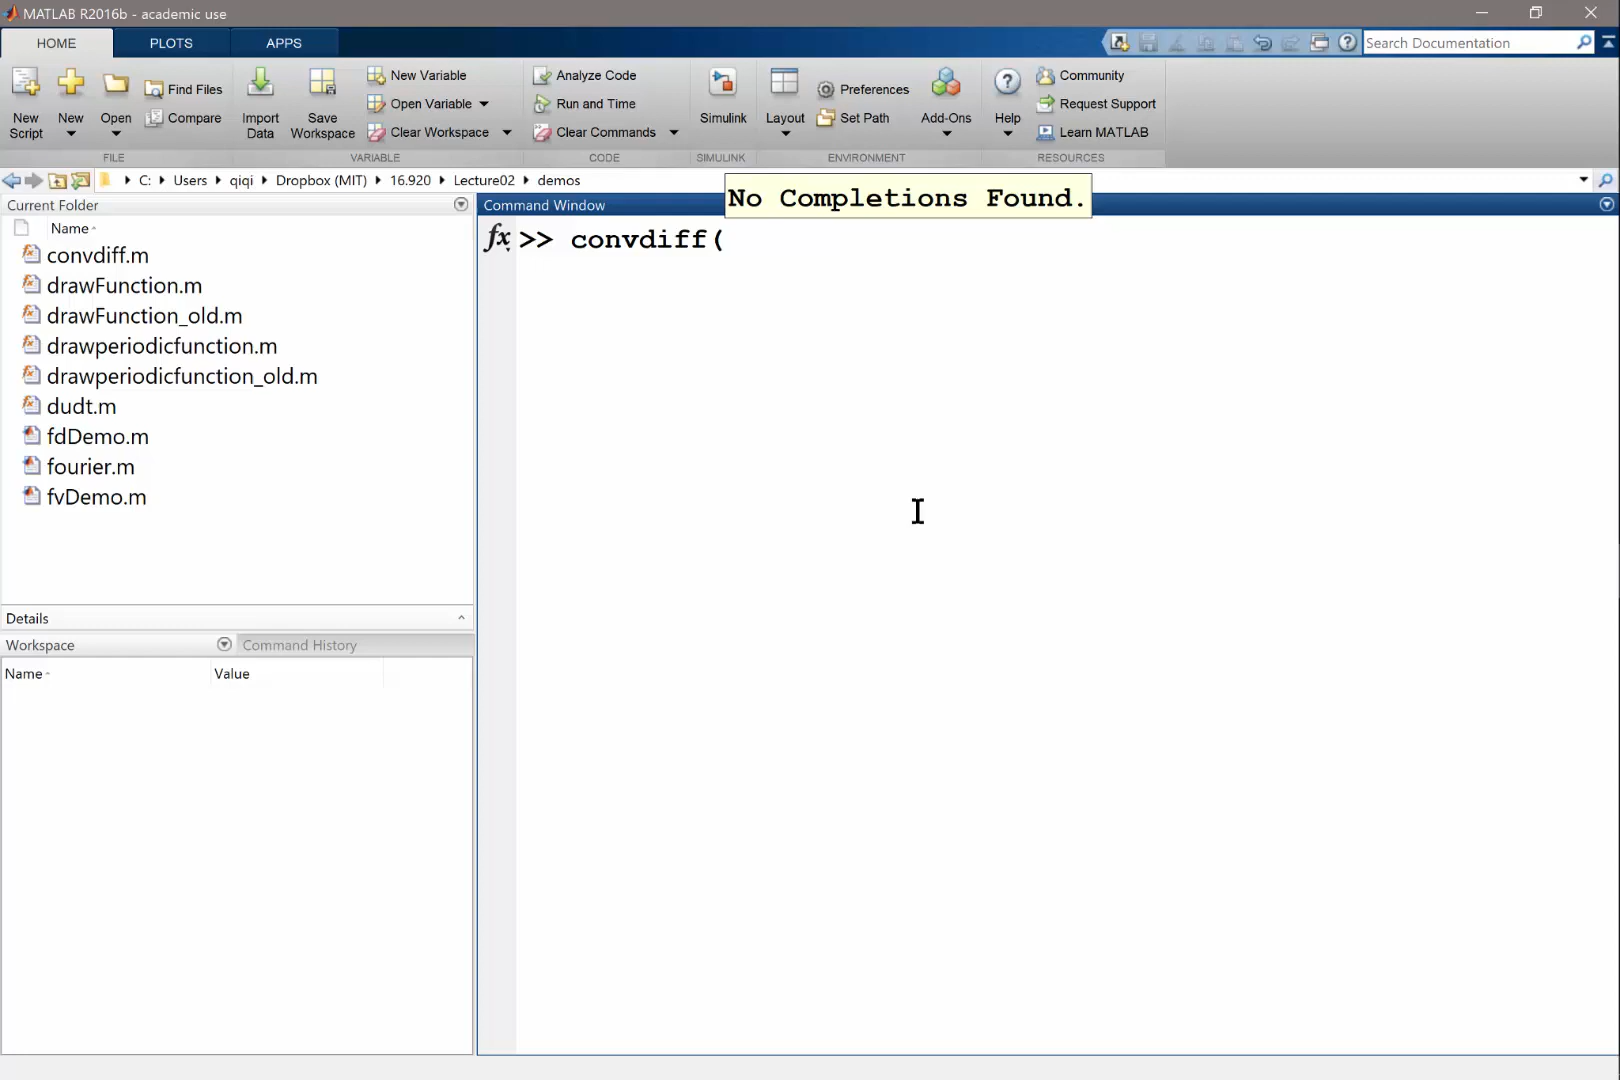 MATLAB R2016b - academic use
HOME PLOTS APPS
Search Documentation
New Script
New
Open
Find Files
Compare
FILE
Import Data
Save Workspace
New Variable
Open Variable
Clear Workspace
VARIABLE
Analyze Code
Run and Time
Clear Commands
CODE
Simulink
SIMULINK
Layout
Preferences
Set Path
Add-Ons
ENVIRONMENT
Help
Community
Request Support
Learn MATLAB
RESOURCES
C: Users qiqi Dropbox (MIT) 16.920 Lecture02 demos
No Completions Found.
Current Folder
Name
convdiff.m
drawFunction.m
drawFunction_old.m
drawperiodicfunction.m
drawperiodicfunction_old.m
dudt.m
fdDemo.m
fourier.m
fvDemo.m
Details
Workspace
Command History
Name Value
Command Window
fx >> convdiff(